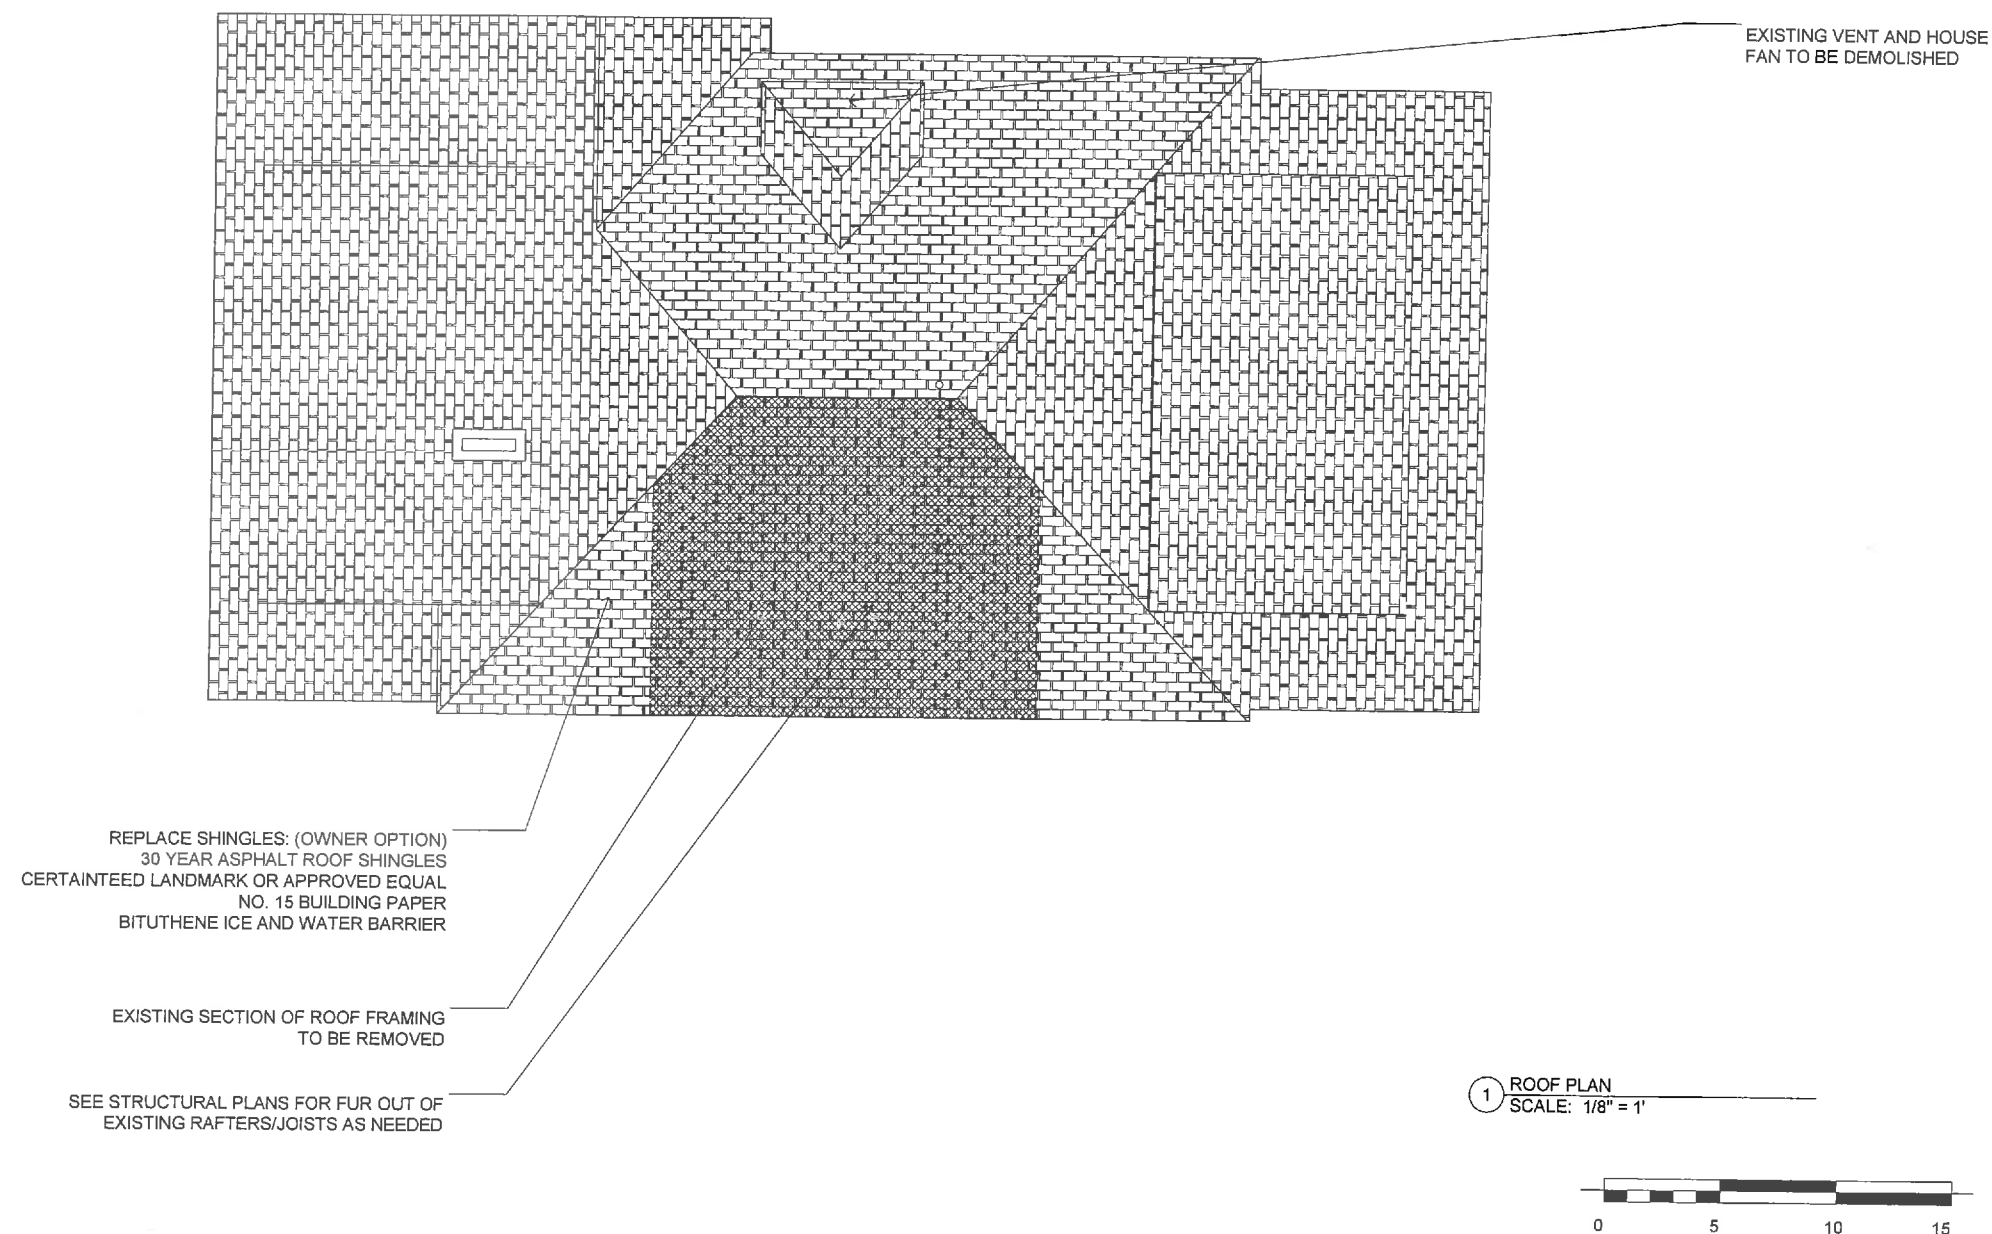 EXISTING VENT AND HOUSE
FAN TO BE DEMOLISHED
REPLACE SHINGLES: (OWNER OPTION)
30 YEAR ASPHALT ROOF SHINGLES
CERTAINTEED LANDMARK OR APPROVED EQUAL
NO. 15 BUILDING PAPER
BITUTHENE ICE AND WATER BARRIER
EXISTING SECTION OF ROOF FRAMING
TO BE REMOVED
SEE STRUCTURAL PLANS FOR FUR OUT OF
EXISTING RAFTERS/JOISTS AS NEEDED
1 ROOF PLAN
SCALE: 1/8" = 1'
0 5 10 15